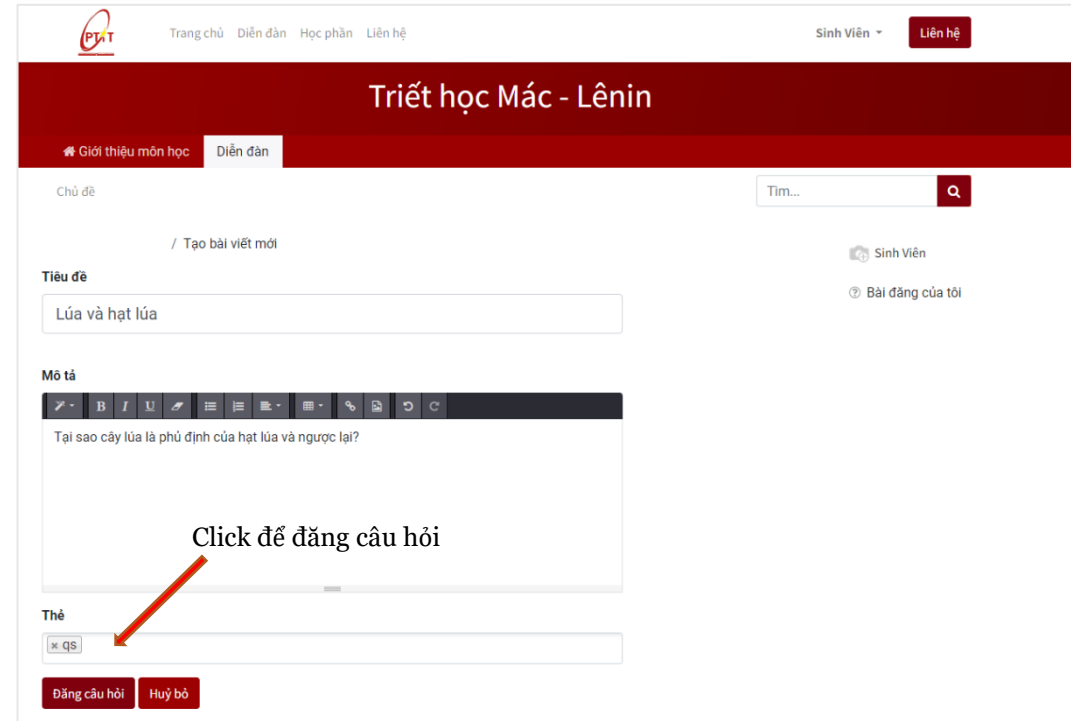 PTIT
Trang chủ Diễn đàn Học phần Liên hệ Sinh Viên Liên hệ
Triết học Mác - Lênin
Giới thiệu môn học Diễn đàn
Chủ đề Tìm...
/ Tạo bài viết mới
Sinh Viên
Tiêu đề
Bài đăng của tôi
Lúa và hạt lúa
Mô tả
B I U
Tại sao cây lúa là phủ định của hạt lúa và ngược lại?
Click để đăng câu hỏi
Thẻ
× qs
Đăng câu hỏi Huỷ bỏ